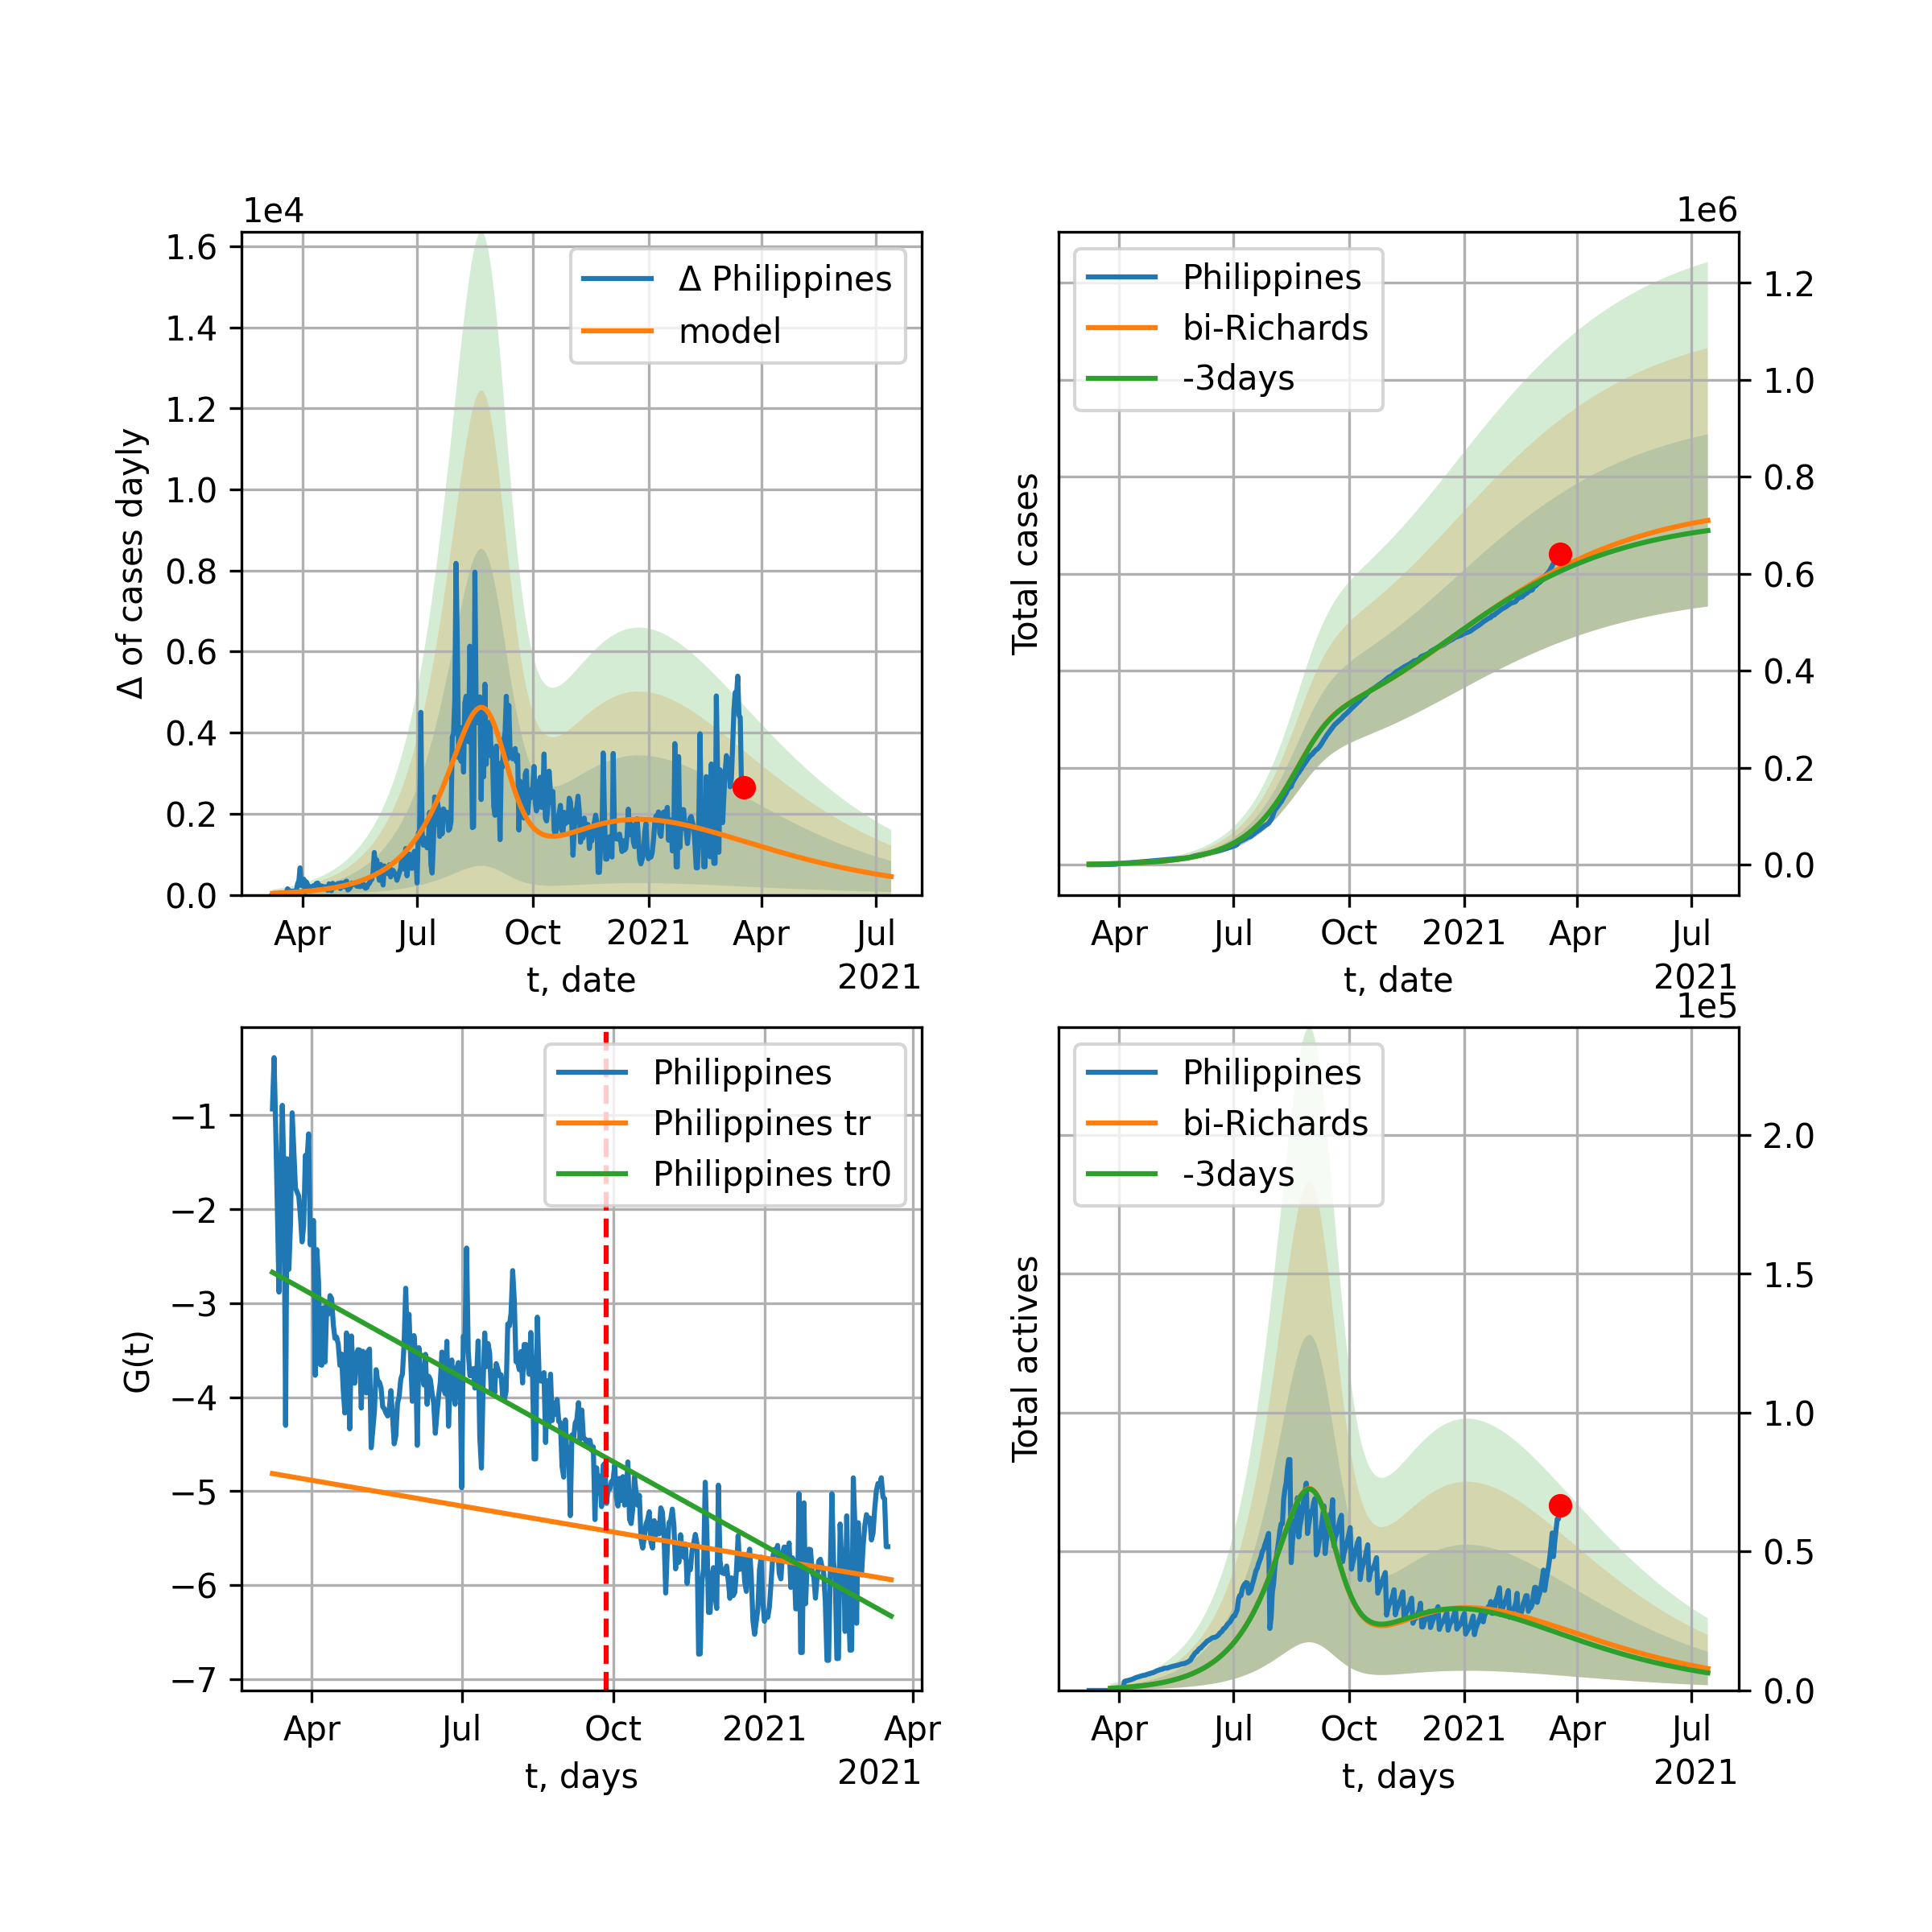 1e4
Δ of cases dayly
1.6
1.4
1.2
1.0
0.8
0.6
0.4
0.2
0.0
Δ Philippines
model
Apr
Jul
Oct
2021
Apr
Jul
t, date
2021
1e6
Total cases
Philippines
bi-Richards
-3days
1.2
1.0
0.8
0.6
0.4
0.2
0.0
Apr
Jul
Oct
2021
Apr
Jul
t, date
2021
G(t)
−1
−2
−3
−4
−5
−6
−7
Philippines
Philippines tr
Philippines tr0
Apr
Jul
Oct
2021
Apr
t, days
2021
1e5
Total actives
Philippines
bi-Richards
-3days
2.0
1.5
1.0
0.5
0.0
Apr
Jul
Oct
2021
Apr
Jul
t, days
2021